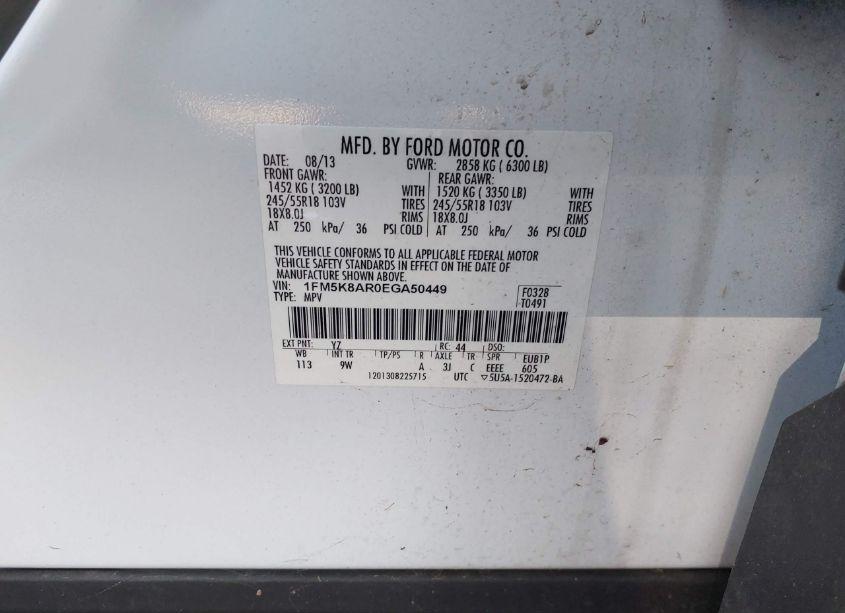 MFD. BY FORD MOTOR CO.
DATE: 08/13 GVWR: 2858 KG ( 6300 LB)
FRONT GAWR: REAR GAWR:
1452 KG ( 3200 LB) WITH 1520 KG ( 3350 LB) WITH
245/55R18 103V TIRES 245/55R18 103V TIRES
18X8.0J RIMS 18X8.0J RIMS
AT 250 kPa/ 36 PSI COLD AT 250 kPa/ 36 PSI COLD
THIS VEHICLE CONFORMS TO ALL APPLICABLE FEDERAL MOTOR
VEHICLE SAFETY STANDARDS IN EFFECT ON THE DATE OF
MANUFACTURE SHOWN ABOVE.
VIN: 1FM5K8AR0EGA50449 F0328
TYPE: MPV T0491
EXT PNT: YZ RC: 44 DSO:
WB INT TR TP/PS R AXLE TR SPR EUB1P
113 9W A 3J C EEEE 605
1201308225715 UTC ▽5U5A-1520472-BA